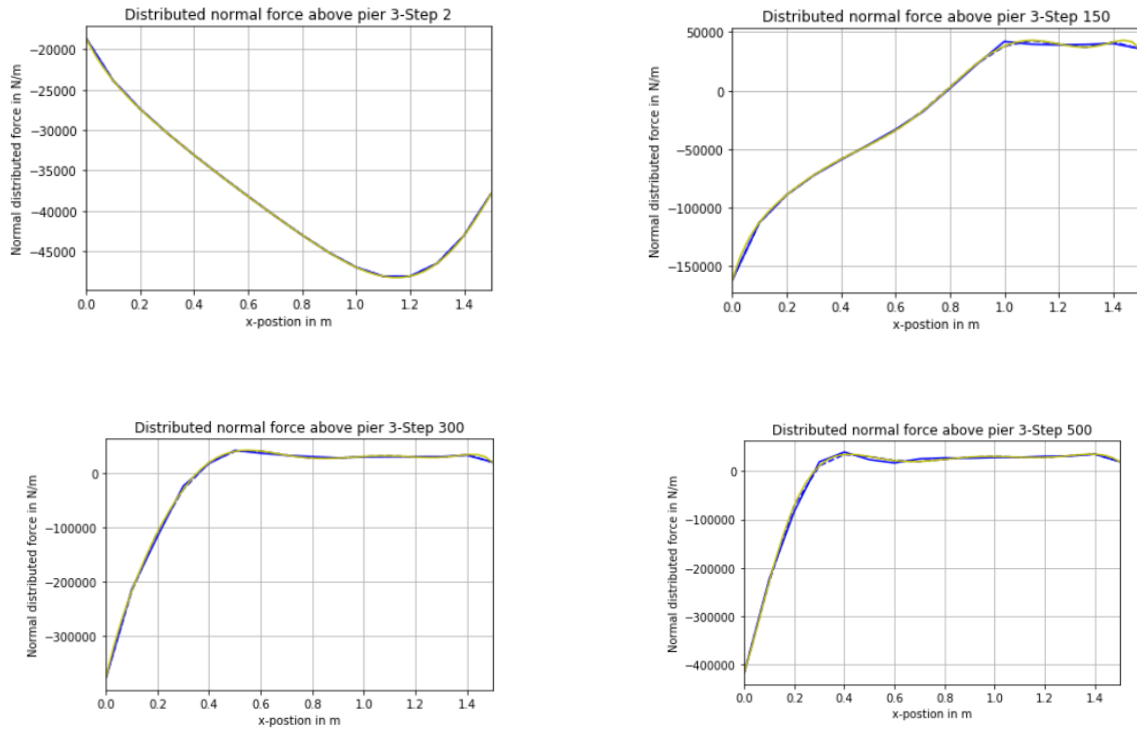 Distributed normal force above pier 3-Step 2
Normal distributed force in N/m
−20000
−25000
−30000
−35000
−40000
−45000
0.0 0.2 0.4 0.6 0.8 1.0 1.2 1.4
x-postion in m
Distributed normal force above pier 3-Step 150
Normal distributed force in N/m
50000
0
−50000
−100000
−150000
0.0 0.2 0.4 0.6 0.8 1.0 1.2 1.4
x-postion in m
Distributed normal force above pier 3-Step 300
Normal distributed force in N/m
0
−100000
−200000
−300000
0.0 0.2 0.4 0.6 0.8 1.0 1.2 1.4
x-postion in m
Distributed normal force above pier 3-Step 500
Normal distributed force in N/m
0
−100000
−200000
−300000
−400000
0.0 0.2 0.4 0.6 0.8 1.0 1.2 1.4
x-postion in m